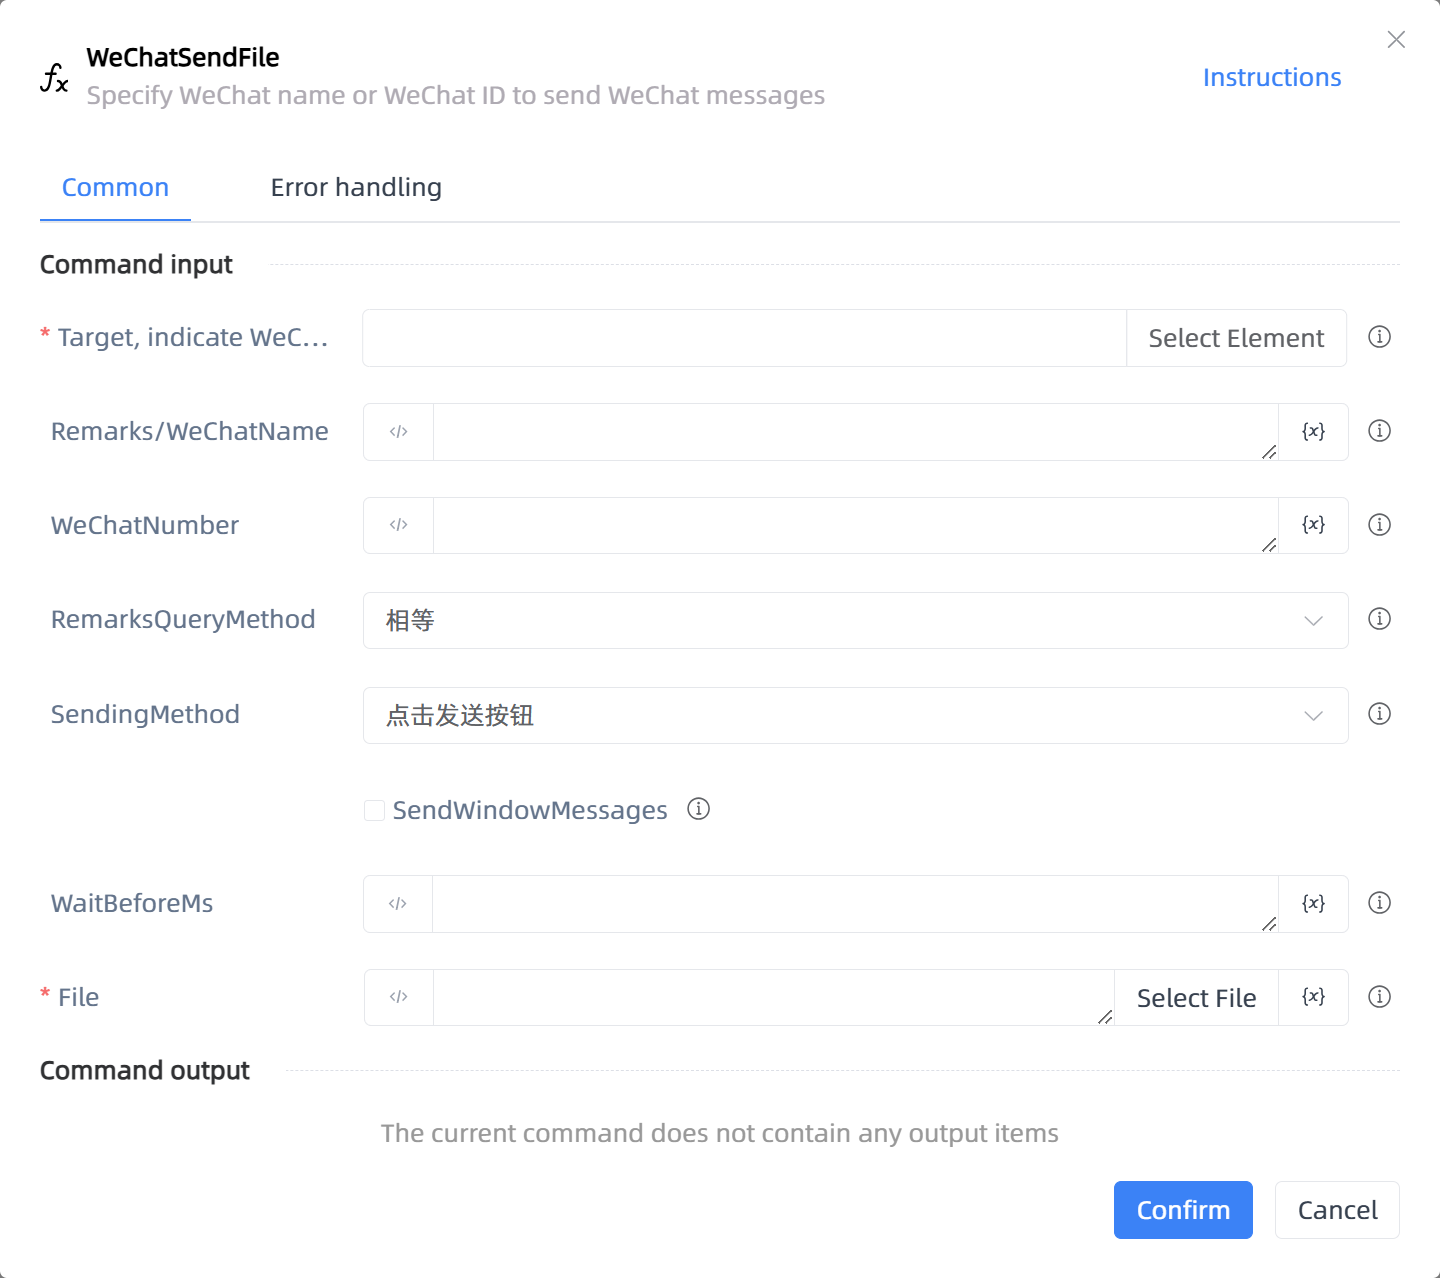 WeChatSendFile
Specify WeChat name or WeChat ID to send WeChat messages
Instructions
Common
Error handling
Command input
* Target, indicate WeC...
Select Element
Remarks/WeChatName
</>
{x}
WeChatNumber
</>
{x}
RemarksQueryMethod
相等
SendingMethod
点击发送按钮
SendWindowMessages
WaitBeforeMs
</>
{x}
* File
</>
Select File
{x}
Command output
The current command does not contain any output items
Confirm
Cancel